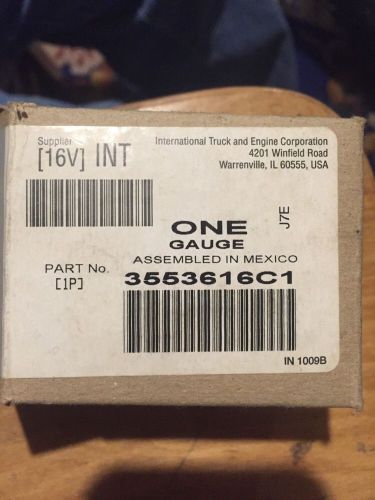 Supplier
[16V] INT
International Truck and Engine Corporation
4201 Winfield Road
Warrenville, IL 60555, USA
J7E
ONE
GAUGE
ASSEMBLED IN MEXICO
PART No. 3553616C1
[1P]
IN 1009B